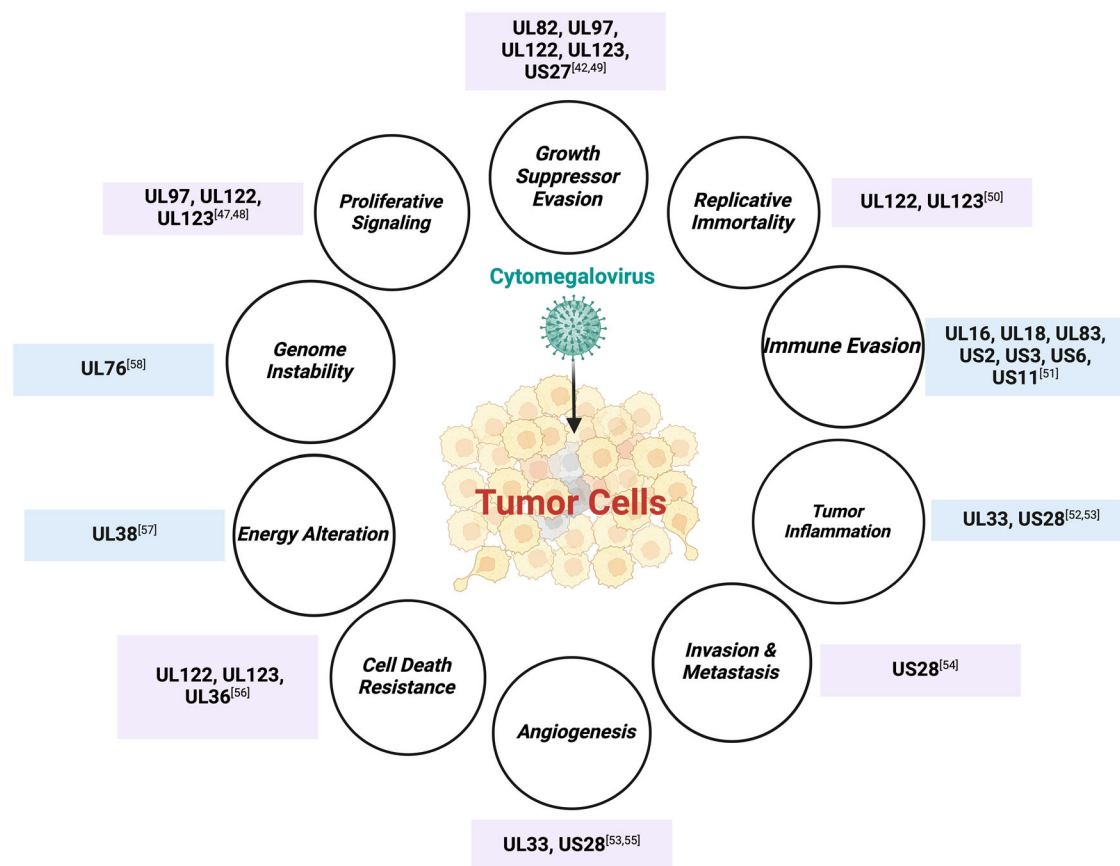 UL82, UL97,
UL122, UL123,
US27[42,49]
Growth
Suppressor
Evasion
Proliferative
Signaling
Replicative
Immortality
UL97, UL122,
UL123[47,48]
UL122, UL123[50]
Cytomegalovirus
Genome
Instability
Immune Evasion
UL76[58]
UL16, UL18, UL83,
US2, US3, US6,
US11[51]
Tumor Cells
Energy Alteration
UL38[57]
Tumor
Inflammation
UL33, US28[52,53]
Cell Death
Resistance
UL122, UL123,
UL36[56]
Invasion &
Metastasis
US28[54]
Angiogenesis
UL33, US28[53,55]